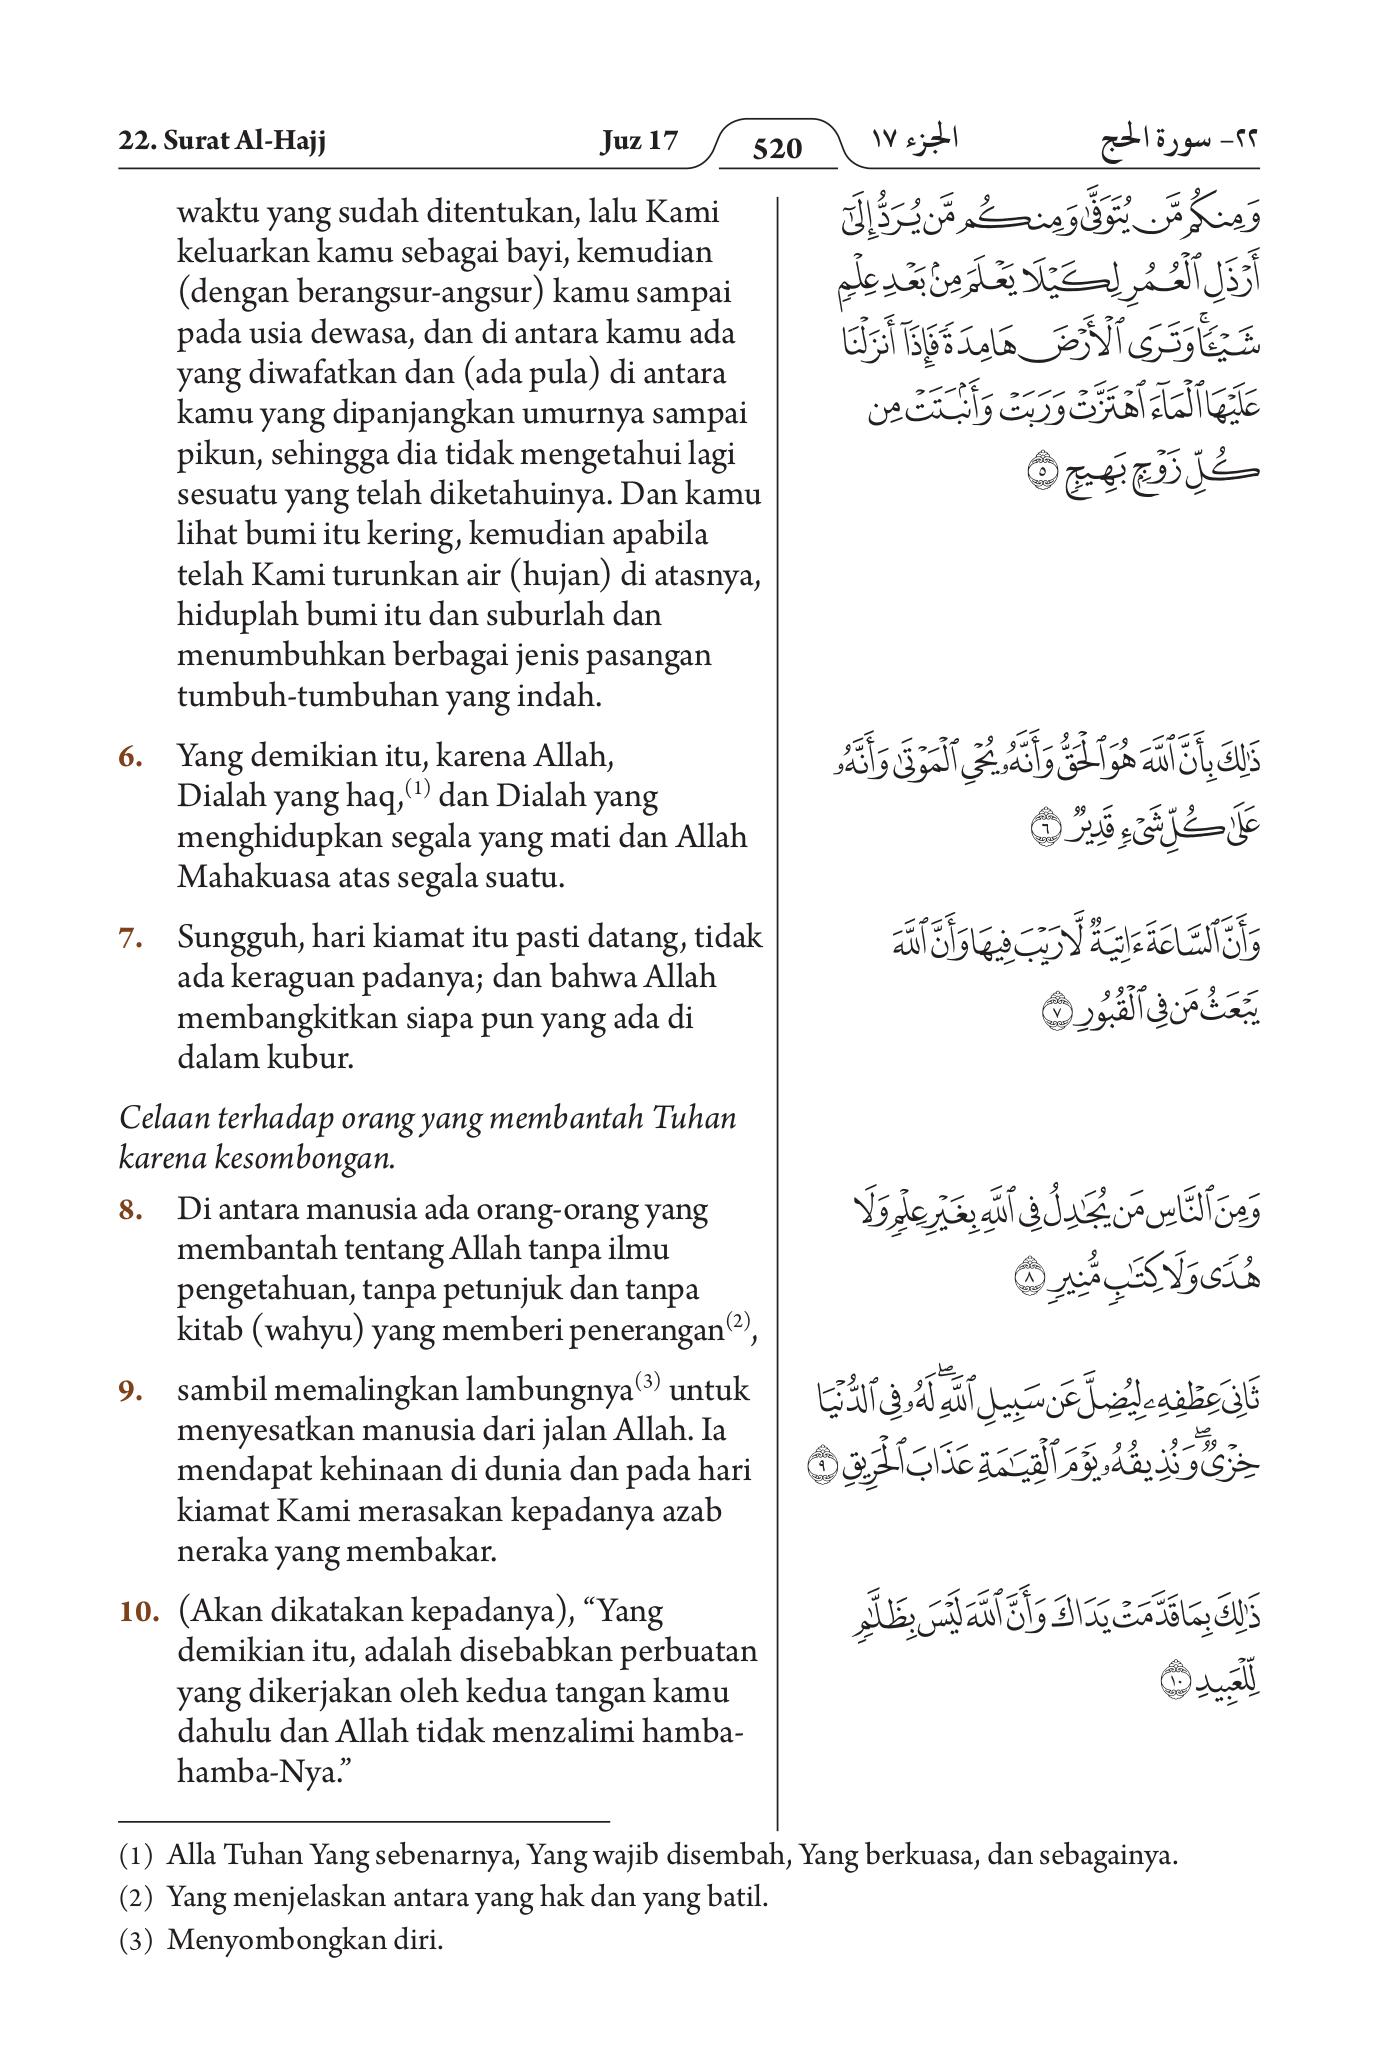 22. Surat Al-Hajj
Juz 17
520
الجزء ١٧
٢٢- سورة الحج
waktu yang sudah ditentukan, lalu Kami
keluarkan kamu sebagai bayi, kemudian
(dengan berangsur-angsur) kamu sampai
pada usia dewasa, dan di antara kamu ada
yang diwafatkan dan (ada pula) di antara
kamu yang dipanjangkan umurnya sampai
pikun, sehingga dia tidak mengetahui lagi
sesuatu yang telah diketahuinya. Dan kamu
lihat bumi itu kering, kemudian apabila
telah Kami turunkan air (hujan) di atasnya,
hiduplah bumi itu dan suburlah dan
menumbuhkan berbagai jenis pasangan
tumbuh-tumbuhan yang indah.
6. Yang demikian itu, karena Allah,
Dialah yang haq,(1) dan Dialah yang
menghidupkan segala yang mati dan Allah
Mahakuasa atas segala suatu.
7. Sungguh, hari kiamat itu pasti datang, tidak
ada keraguan padanya; dan bahwa Allah
membangkitkan siapa pun yang ada di
dalam kubur.
Celaan terhadap orang yang membantah Tuhan
karena kesombongan.
8. Di antara manusia ada orang-orang yang
membantah tentang Allah tanpa ilmu
pengetahuan, tanpa petunjuk dan tanpa
kitab (wahyu) yang memberi penerangan(2),
9. sambil memalingkan lambungnya(3) untuk
menyesatkan manusia dari jalan Allah. Ia
mendapat kehinaan di dunia dan pada hari
kiamat Kami merasakan kepadanya azab
neraka yang membakar.
10. (Akan dikatakan kepadanya), “Yang
demikian itu, adalah disebabkan perbuatan
yang dikerjakan oleh kedua tangan kamu
dahulu dan Allah tidak menzalimi hamba-
hamba-Nya.”
وَمِنكُم مَّن يُتَوَفَّىٰ وَمِنكُم مَّن يُرَدُّ إِلَىٰٓ
أَرۡذَلِ ٱلۡعُمُرِ لِكَيۡلَا يَعۡلَمَ مِنۢ بَعۡدِ عِلۡمٖ
شَيۡـٔٗاۚ وَتَرَى ٱلۡأَرۡضَ هَامِدَةٗ فَإِذَآ أَنزَلۡنَا
عَلَيۡهَا ٱلۡمَآءَ ٱهۡتَزَّتۡ وَرَبَتۡ وَأَنۢبَتَتۡ مِن
كُلِّ زَوۡجِۭ بَهِيجٖ ٥
ذَٰلِكَ بِأَنَّ ٱللَّهَ هُوَ ٱلۡحَقُّ وَأَنَّهُۥ يُحۡيِ ٱلۡمَوۡتَىٰ وَأَنَّهُۥ
عَلَىٰ كُلِّ شَيۡءٖ قَدِيرٞ ٦
وَأَنَّ ٱلسَّاعَةَ ءَاتِيَةٞ لَّا رَيۡبَ فِيهَا وَأَنَّ ٱللَّهَ
يَبۡعَثُ مَن فِي ٱلۡقُبُورِ ٧
وَمِنَ ٱلنَّاسِ مَن يُجَٰدِلُ فِي ٱللَّهِ بِغَيۡرِ عِلۡمٖ وَلَا
هُدٗى وَلَا كِتَٰبٖ مُّنِيرٖ ٨
ثَانِيَ عِطۡفِهِۦ لِيُضِلَّ عَن سَبِيلِ ٱللَّهِۖ لَهُۥ فِي ٱلدُّنۡيَا
خِزۡيٞۖ وَنُذِيقُهُۥ يَوۡمَ ٱلۡقِيَٰمَةِ عَذَابَ ٱلۡحَرِيقِ ٩
ذَٰلِكَ بِمَا قَدَّمَتۡ يَدَاكَ وَأَنَّ ٱللَّهَ لَيۡسَ بِظَلَّٰمٖ
لِّلۡعَبِيدِ ١٠
(1) Alla Tuhan Yang sebenarnya, Yang wajib disembah, Yang berkuasa, dan sebagainya.
(2) Yang menjelaskan antara yang hak dan yang batil.
(3) Menyombongkan diri.